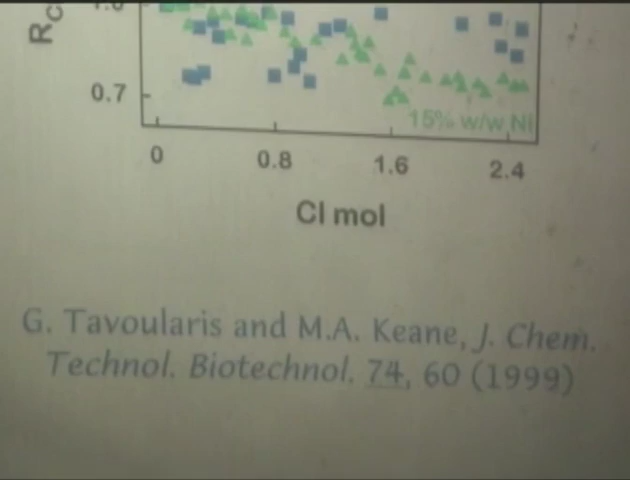 0.7
15% w/w Ni
0 0.8 1.6 2.4
Cl mol
G. Tavoularis and M.A. Keane, J. Chem.
Technol. Biotechnol. 74, 60 (1999)